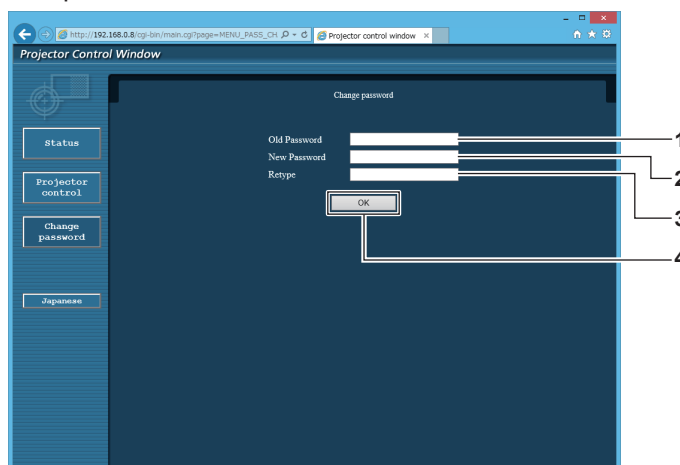 http://192.168.0.8/cgi-bin/main.cgi?page=MENU_PASS_CH
Projector control window
Projector Control Window
Change password
Status
Projector
control
Change
password
Japanese
Old Password
New Password
Retype
OK
1
2
3
4